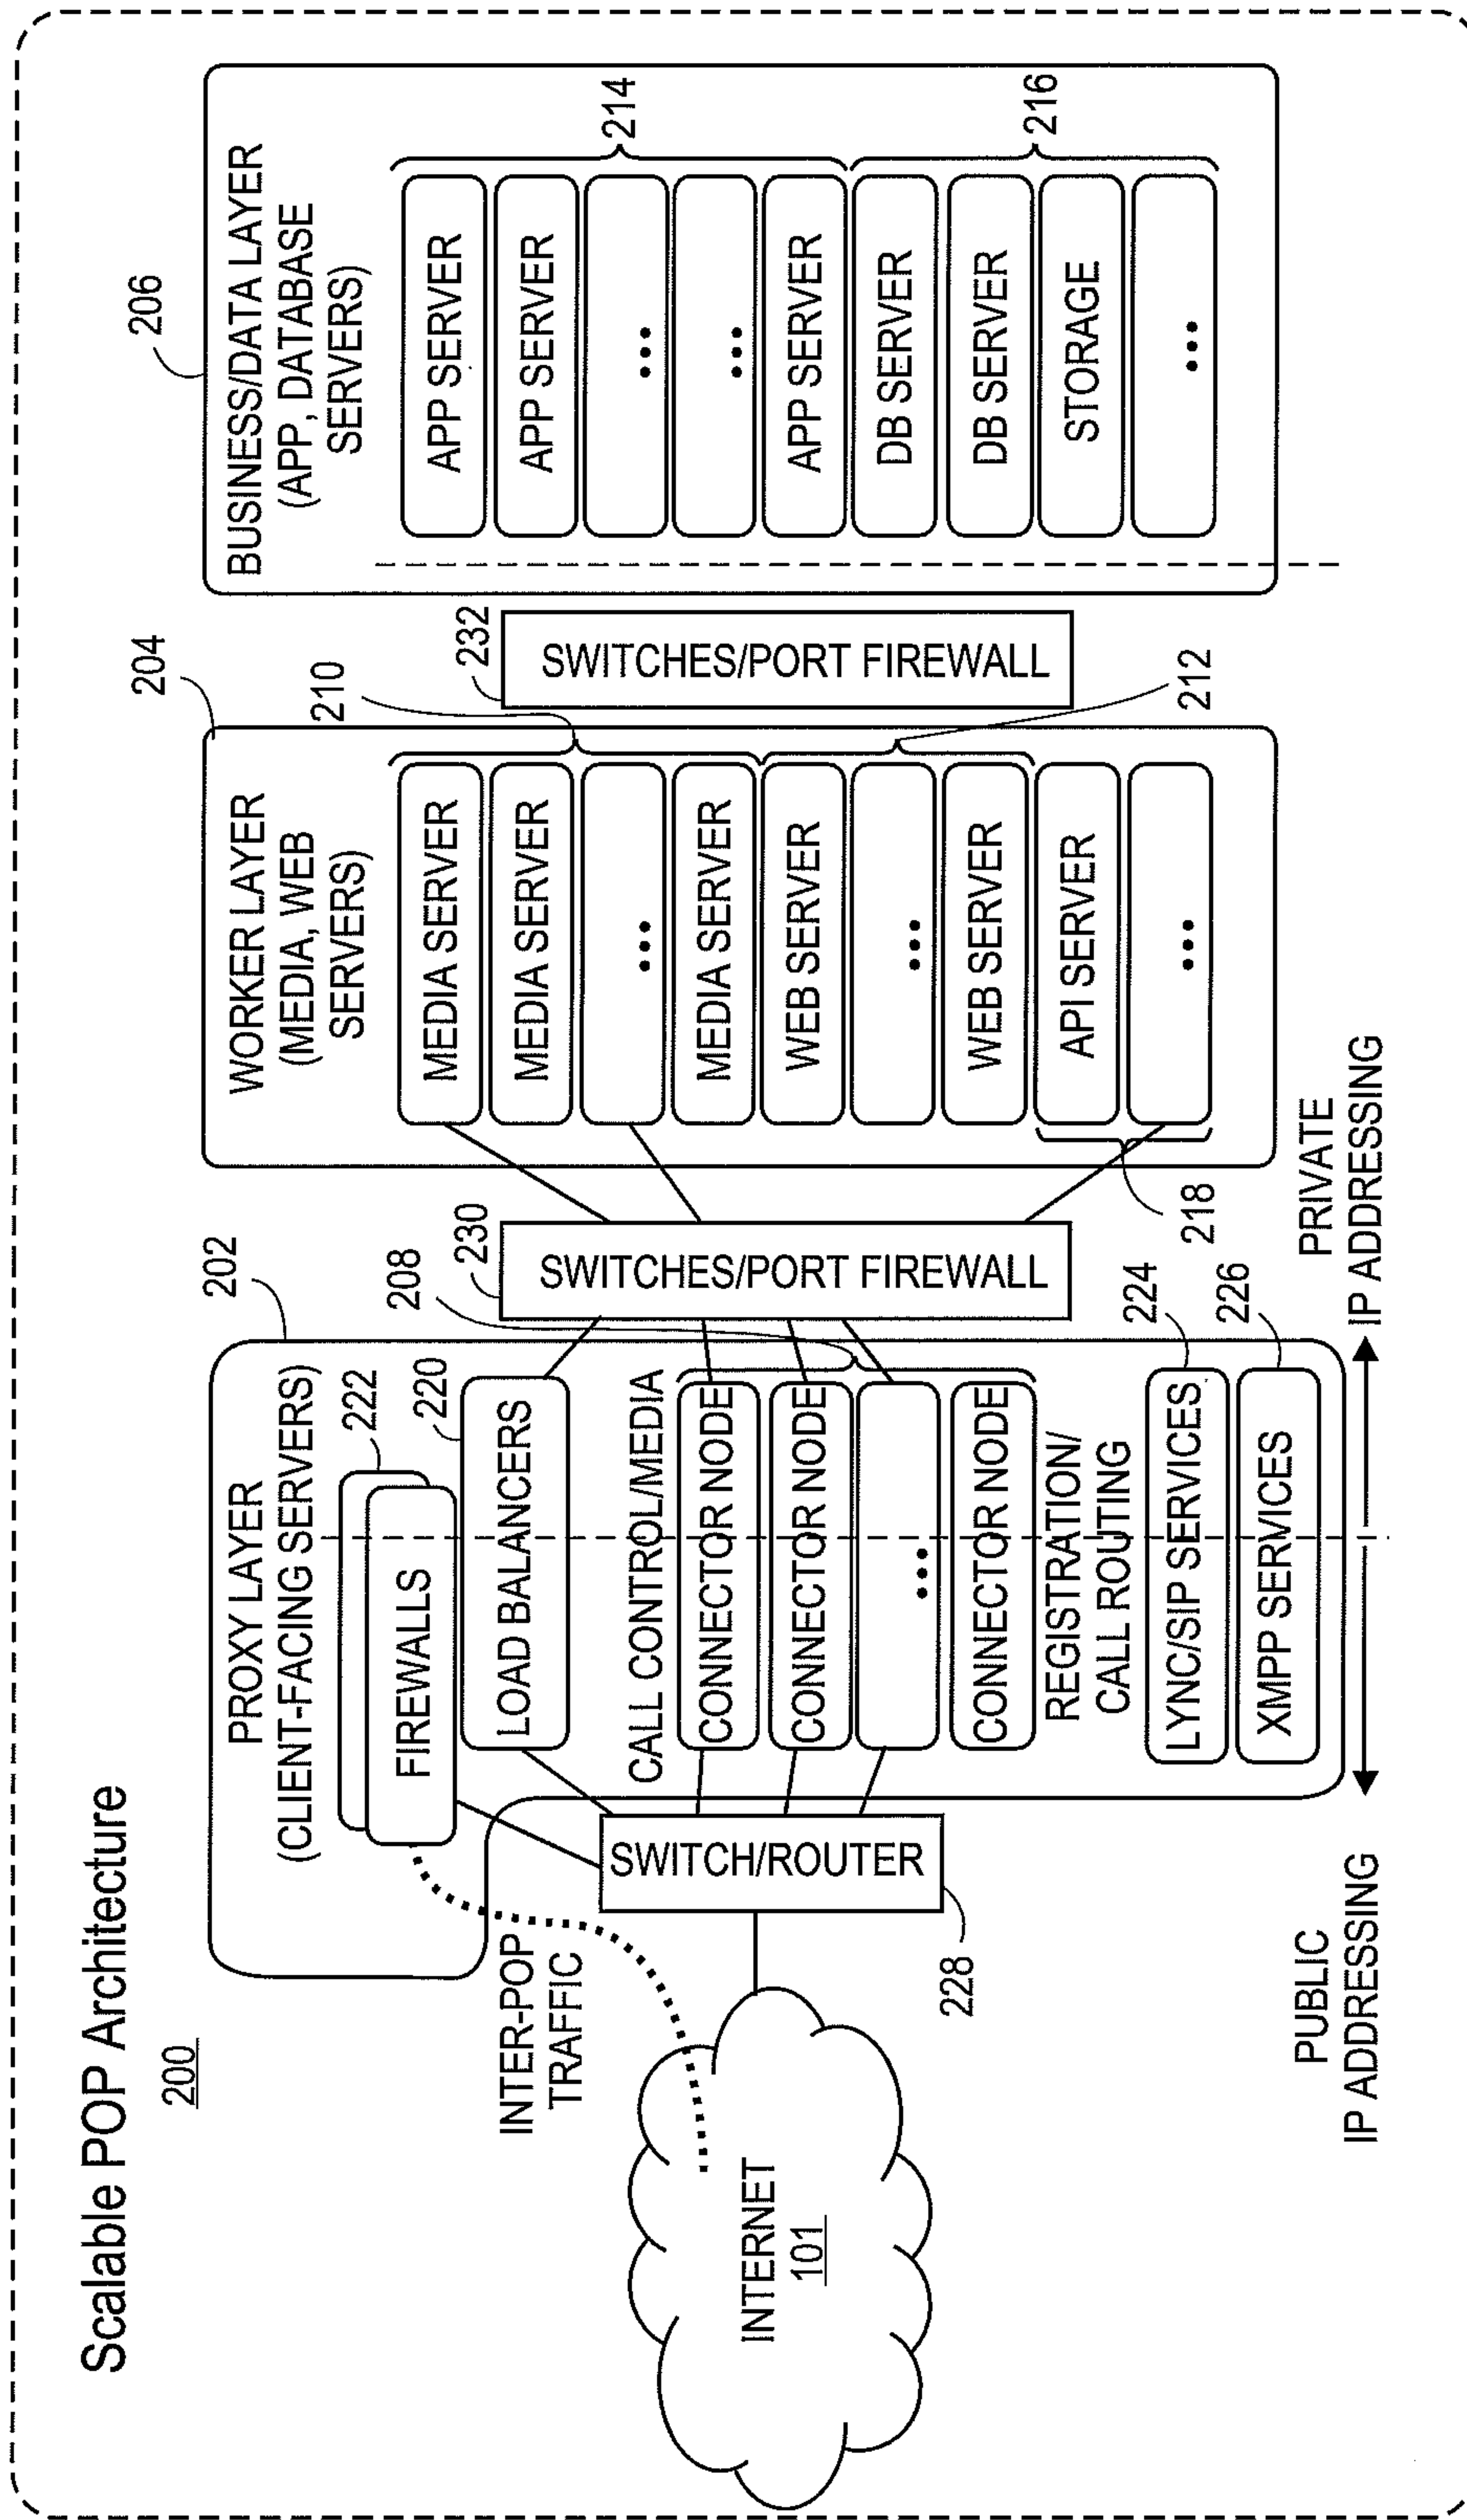 Scalable POP Architecture
200
INTERNET
101
INTER-POP
TRAFFIC
SWITCH/ROUTER
228
PUBLIC
IP ADDRESSING
202
PROXY LAYER
(CLIENT-FACING SERVERS)
222
FIREWALLS
220
LOAD BALANCERS
208
CALL CONTROL/MEDIA
CONNECTOR NODE
CONNECTOR NODE
...
CONNECTOR NODE
REGISTRATION/
CALL ROUTING
224
LYNC/SIP SERVICES
226
XMPP SERVICES
230
SWITCHES/PORT FIREWALL
PRIVATE
IP ADDRESSING
204
WORKER LAYER
(MEDIA, WEB
SERVERS)
210
MEDIA SERVER
MEDIA SERVER
...
MEDIA SERVER
WEB SERVER
...
WEB SERVER
212
API SERVER
...
218
232
SWITCHES/PORT FIREWALL
206
BUSINESS/DATA LAYER
(APP, DATABASE
SERVERS)
APP SERVER
APP SERVER
...
...
APP SERVER
214
DB SERVER
DB SERVER
STORAGE
...
216